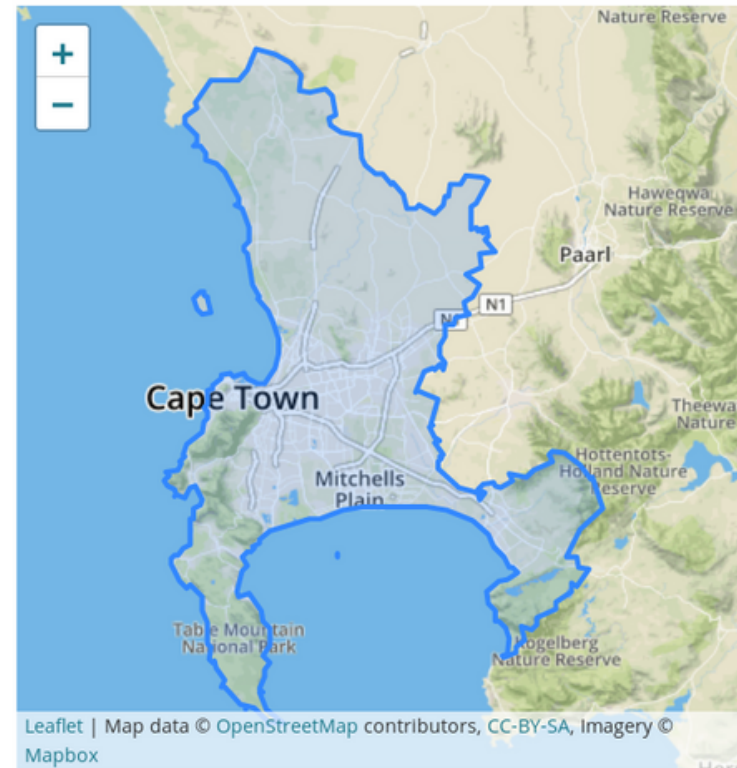 Nature Reserve
+
−
Haweqwa
Nature Reserve
Paarl
N1
Cape Town
Theewa
Nature
Hottentots-
Holland Nature
Reserve
Mitchells
Plain
Table Mountain
National Park
Kogelberg
Nature Reserve
Leaflet | Map data © OpenStreetMap contributors, CC-BY-SA, Imagery ©
Mapbox